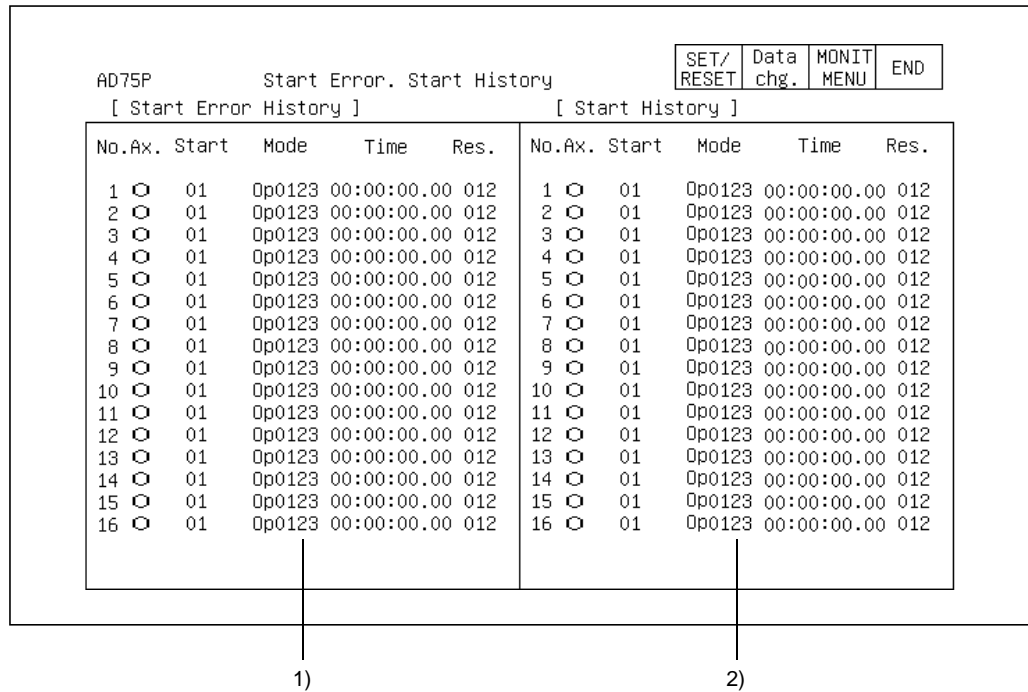 AD75P Start Error. Start History SET/RESET Data chg. MONIT MENU END
[ Start Error History ] [ Start History ]
No.Ax. Start Mode Time Res. No.Ax. Start Mode Time Res.
1 O 01 Op0123 00:00:00.00 012 1 O 01 Op0123 00:00:00.00 012
2 O 01 Op0123 00:00:00.00 012 2 O 01 Op0123 00:00:00.00 012
3 O 01 Op0123 00:00:00.00 012 3 O 01 Op0123 00:00:00.00 012
4 O 01 Op0123 00:00:00.00 012 4 O 01 Op0123 00:00:00.00 012
5 O 01 Op0123 00:00:00.00 012 5 O 01 Op0123 00:00:00.00 012
6 O 01 Op0123 00:00:00.00 012 6 O 01 Op0123 00:00:00.00 012
7 O 01 Op0123 00:00:00.00 012 7 O 01 Op0123 00:00:00.00 012
8 O 01 Op0123 00:00:00.00 012 8 O 01 Op0123 00:00:00.00 012
9 O 01 Op0123 00:00:00.00 012 9 O 01 Op0123 00:00:00.00 012
10 O 01 Op0123 00:00:00.00 012 10 O 01 Op0123 00:00:00.00 012
11 O 01 Op0123 00:00:00.00 012 11 O 01 Op0123 00:00:00.00 012
12 O 01 Op0123 00:00:00.00 012 12 O 01 Op0123 00:00:00.00 012
13 O 01 Op0123 00:00:00.00 012 13 O 01 Op0123 00:00:00.00 012
14 O 01 Op0123 00:00:00.00 012 14 O 01 Op0123 00:00:00.00 012
15 O 01 Op0123 00:00:00.00 012 15 O 01 Op0123 00:00:00.00 012
16 O 01 Op0123 00:00:00.00 012 16 O 01 Op0123 00:00:00.00 012
1) 2)